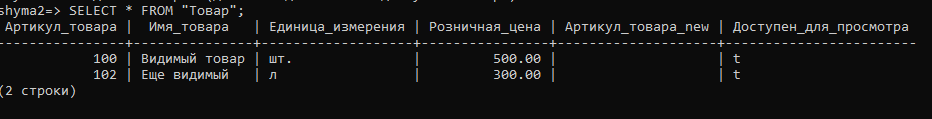 shyma2=> SELECT * FROM "Товар";
Артикул_товара | Имя_товара | Единица_измерения | Розничная_цена | Артикул_товара_new | Доступен_для_просмотра
---------------+---------------+-------------------+----------------+--------------------+------------------------
100 | Видимый товар | шт. | 500.00 | | t
102 | Еще видимый | л | 300.00 | | t
(2 строки)